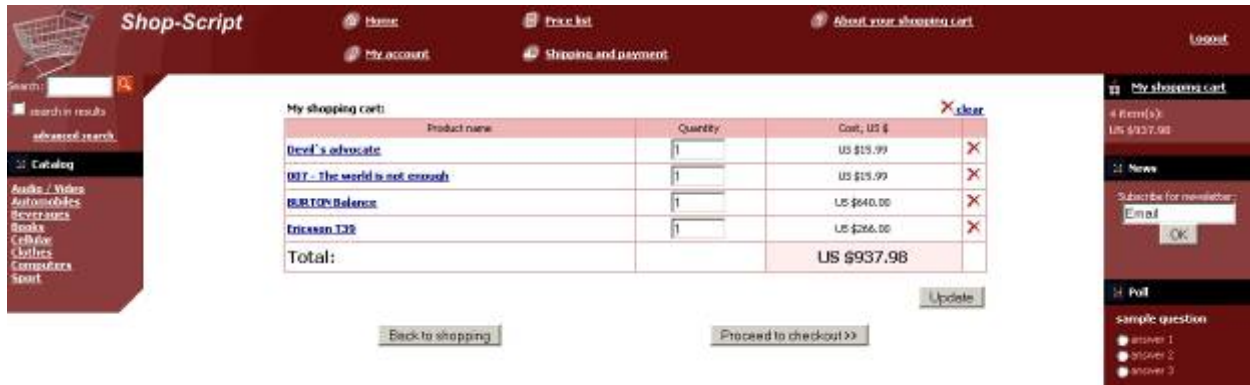 Shop-Script
Home
Price list
About your shopping cart
My account
Shipping and payment
Logout
Search:
search in results
advanced search
Catalog
Audio / Video
Automobiles
Beverages
Books
Cellular
Clothes
Computers
Sport
My shopping cart:
clear
Product name Quantity Cost, US $
Devil`s advocate 1 US $15.99
007 - The world is not enough 1 US $15.99
BURTON Balance 1 US $640.00
Ericsson T39 1 US $266.00
Total: US $937.98
Update
Back to shopping
Proceed to checkout >>
My shopping cart
4 item(s):
US $937.98
News
Subscribe for newsletter:
Email
OK
Poll
sample question
answer 1
answer 2
answer 3